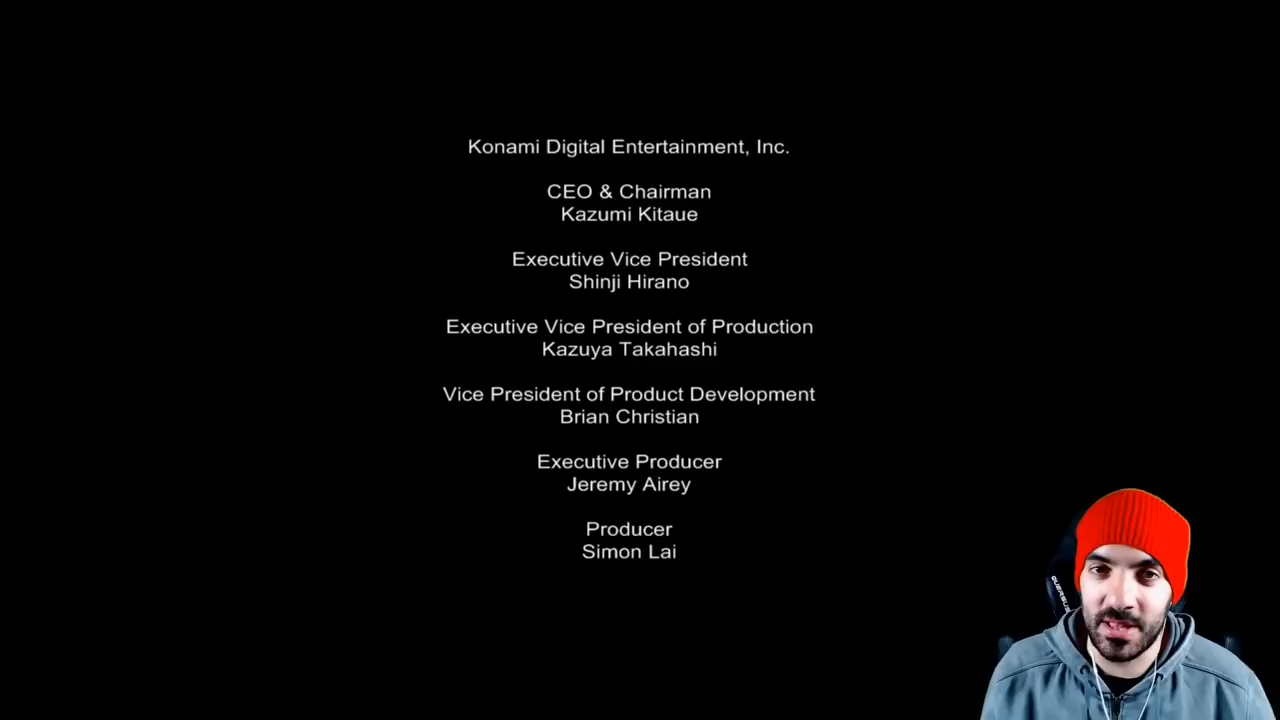 Konami Digital Entertainment, Inc.
CEO & Chairman
Kazumi Kitaue
Executive Vice President
Shinji Hirano
Executive Vice President of Production
Kazuya Takahashi
Vice President of Product Development
Brian Christian
Executive Producer
Jeremy Airey
Producer
Simon Lai